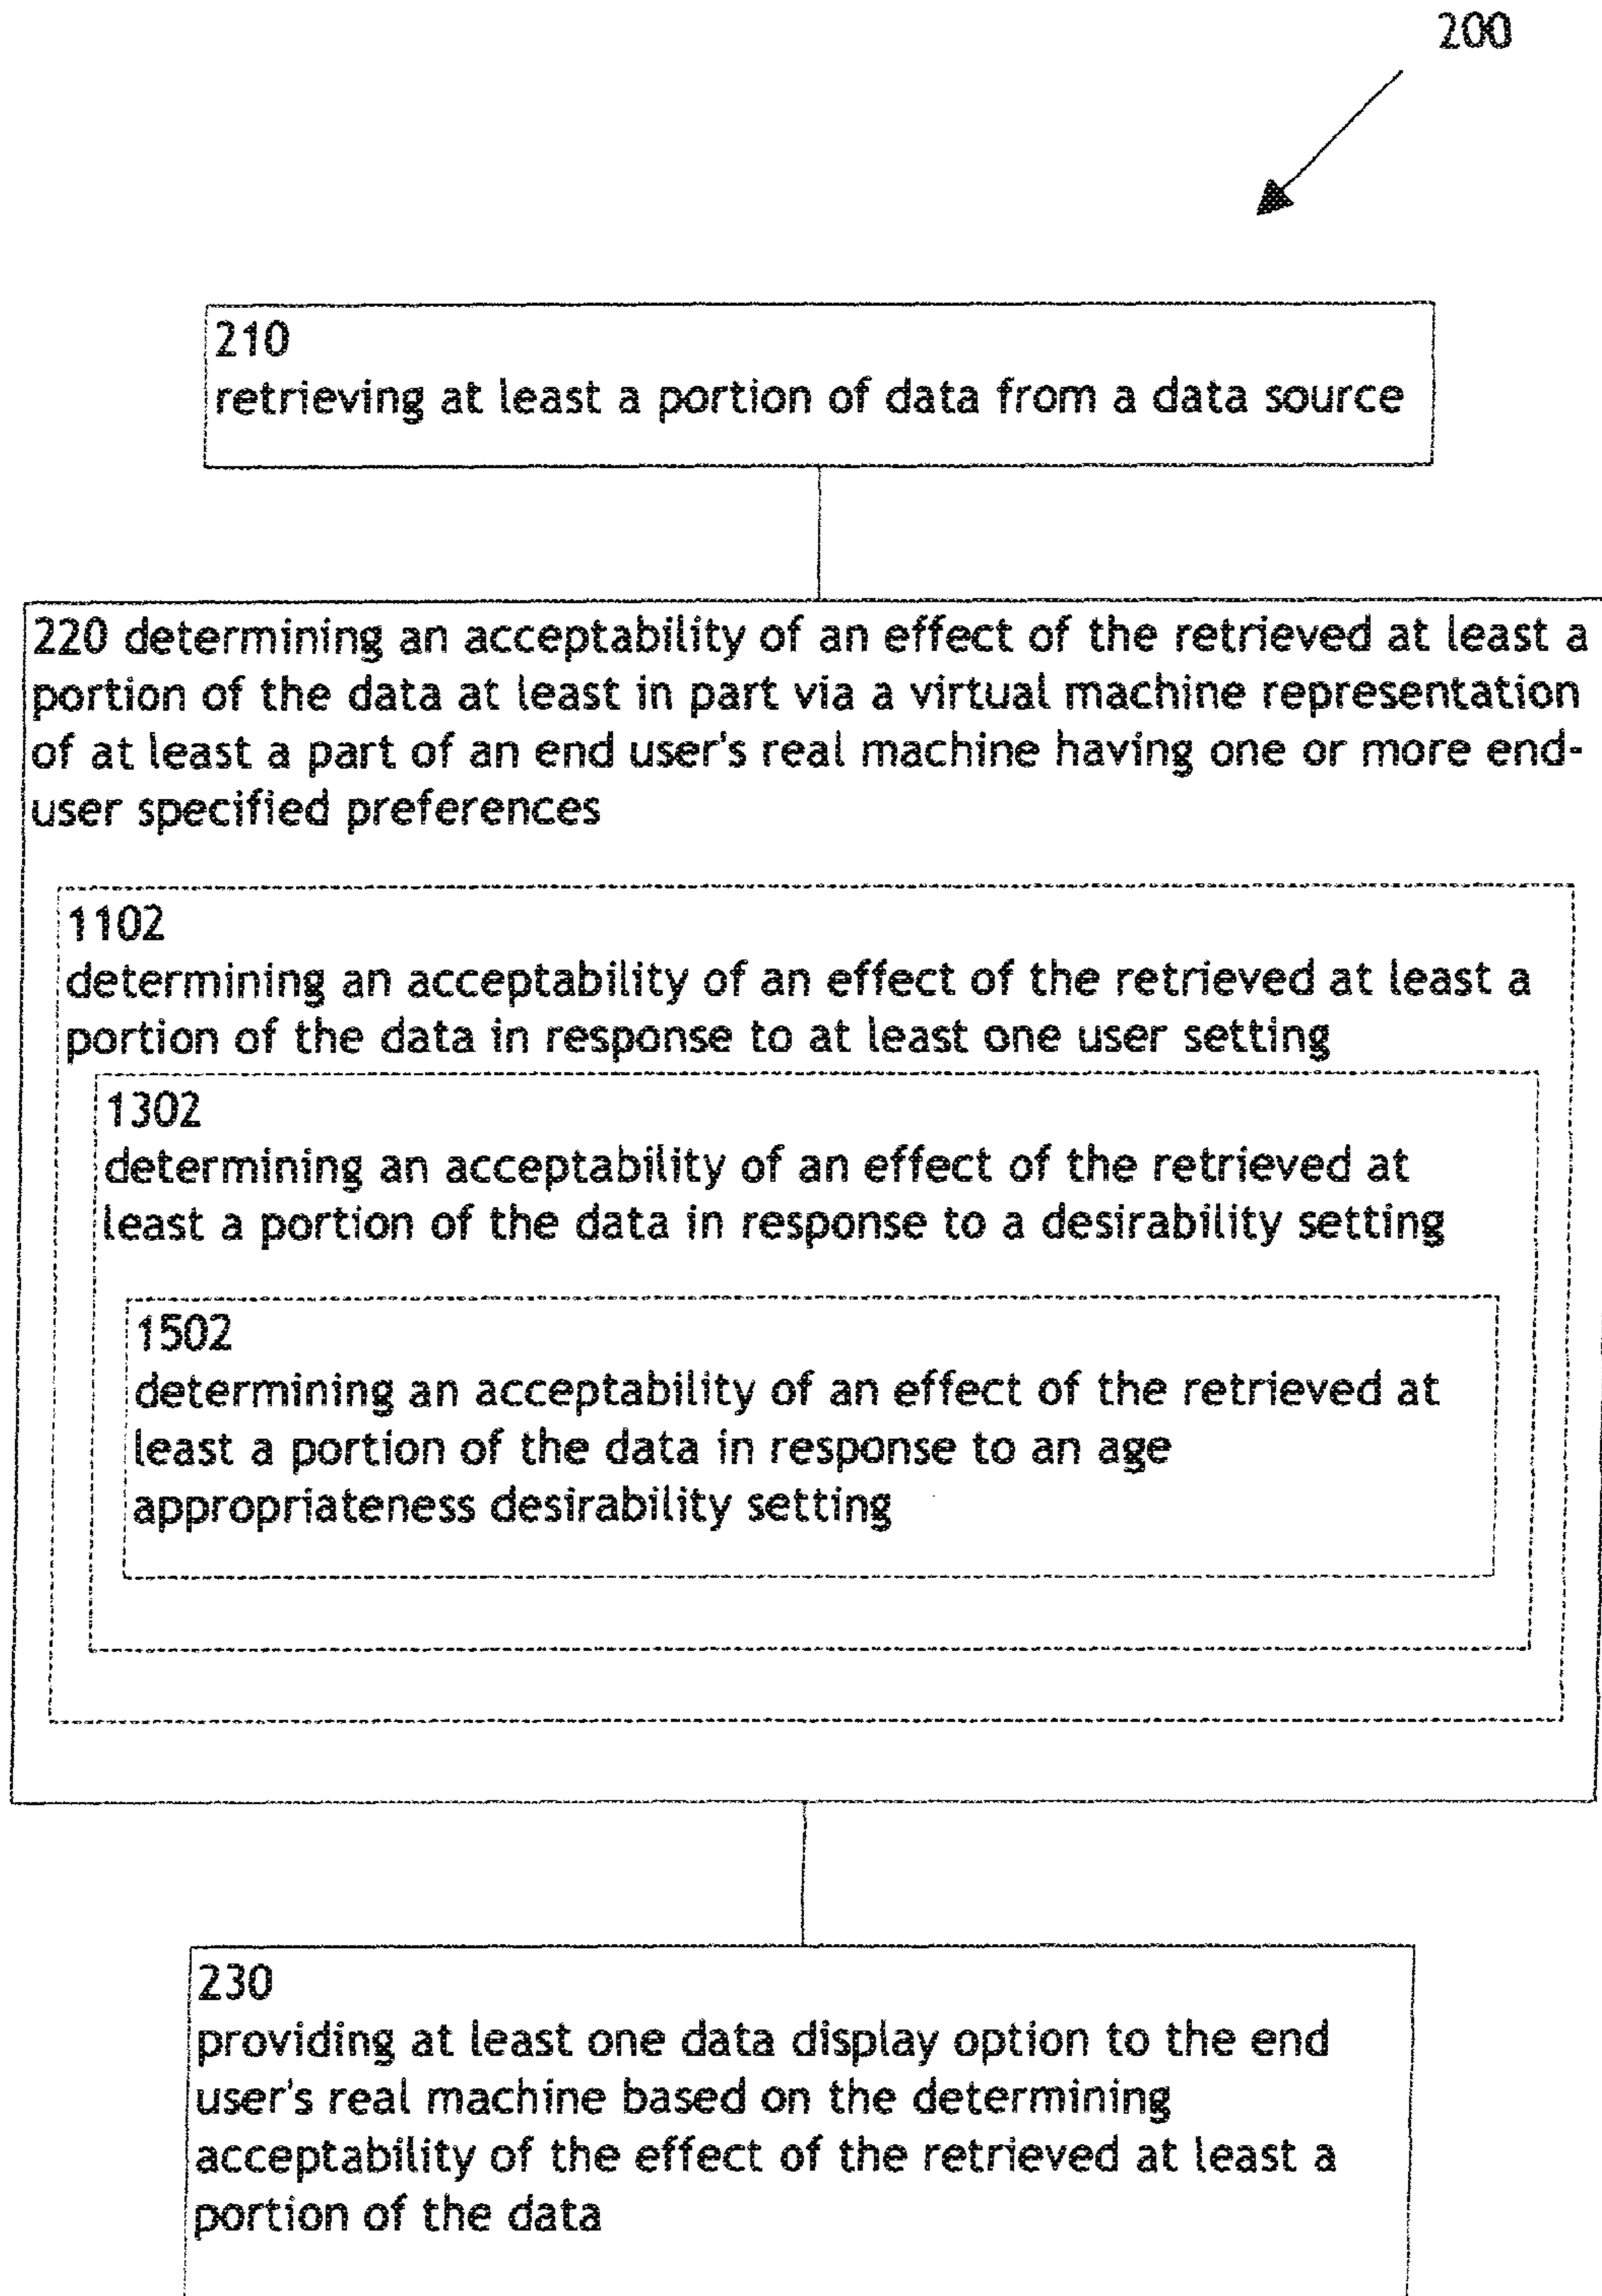 200
210
retrieving at least a portion of data from a data source
220 determining an acceptability of an effect of the retrieved at least a
portion of the data at least in part via a virtual machine representation
of at least a part of an end user's real machine having one or more end-
user specified preferences
1102
determining an acceptability of an effect of the retrieved at least a
portion of the data in response to at least one user setting
1302
determining an acceptability of an effect of the retrieved at
least a portion of the data in response to a desirability setting
1502
determining an acceptability of an effect of the retrieved at
least a portion of the data in response to an age
appropriateness desirability setting
230
providing at least one data display option to the end
user's real machine based on the determining
acceptability of the effect of the retrieved at least a
portion of the data